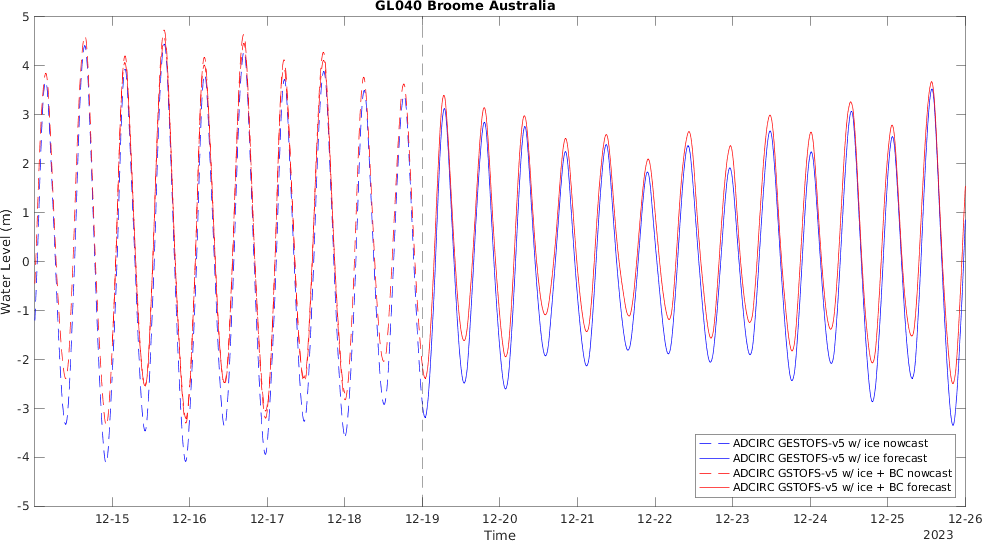 GL040 Broome Australia
Water Level (m)
5
4
3
2
1
0
-1
-2
-3
-4
-5
ADCIRC GESTOFS-v5 w/ ice nowcast
ADCIRC GESTOFS-v5 w/ ice forecast
ADCIRC GSTOFS-v5 w/ ice + BC nowcast
ADCIRC GSTOFS-v5 w/ ice + BC forecast
12-15 12-16 12-17 12-18 12-19 12-20 12-21 12-22 12-23 12-24 12-25 12-26
Time
2023